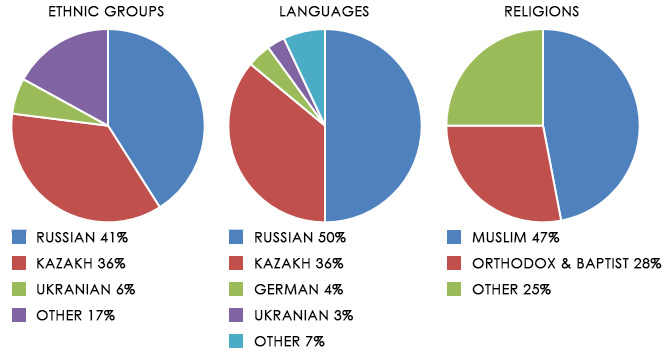 ETHNIC GROUPS
RUSSIAN 41%
KAZAKH 36%
UKRANIAN 6%
OTHER 17%
LANGUAGES
RUSSIAN 50%
KAZAKH 36%
GERMAN 4%
UKRANIAN 3%
OTHER 7%
RELIGIONS
MUSLIM 47%
ORTHODOX & BAPTIST 28%
OTHER 25%